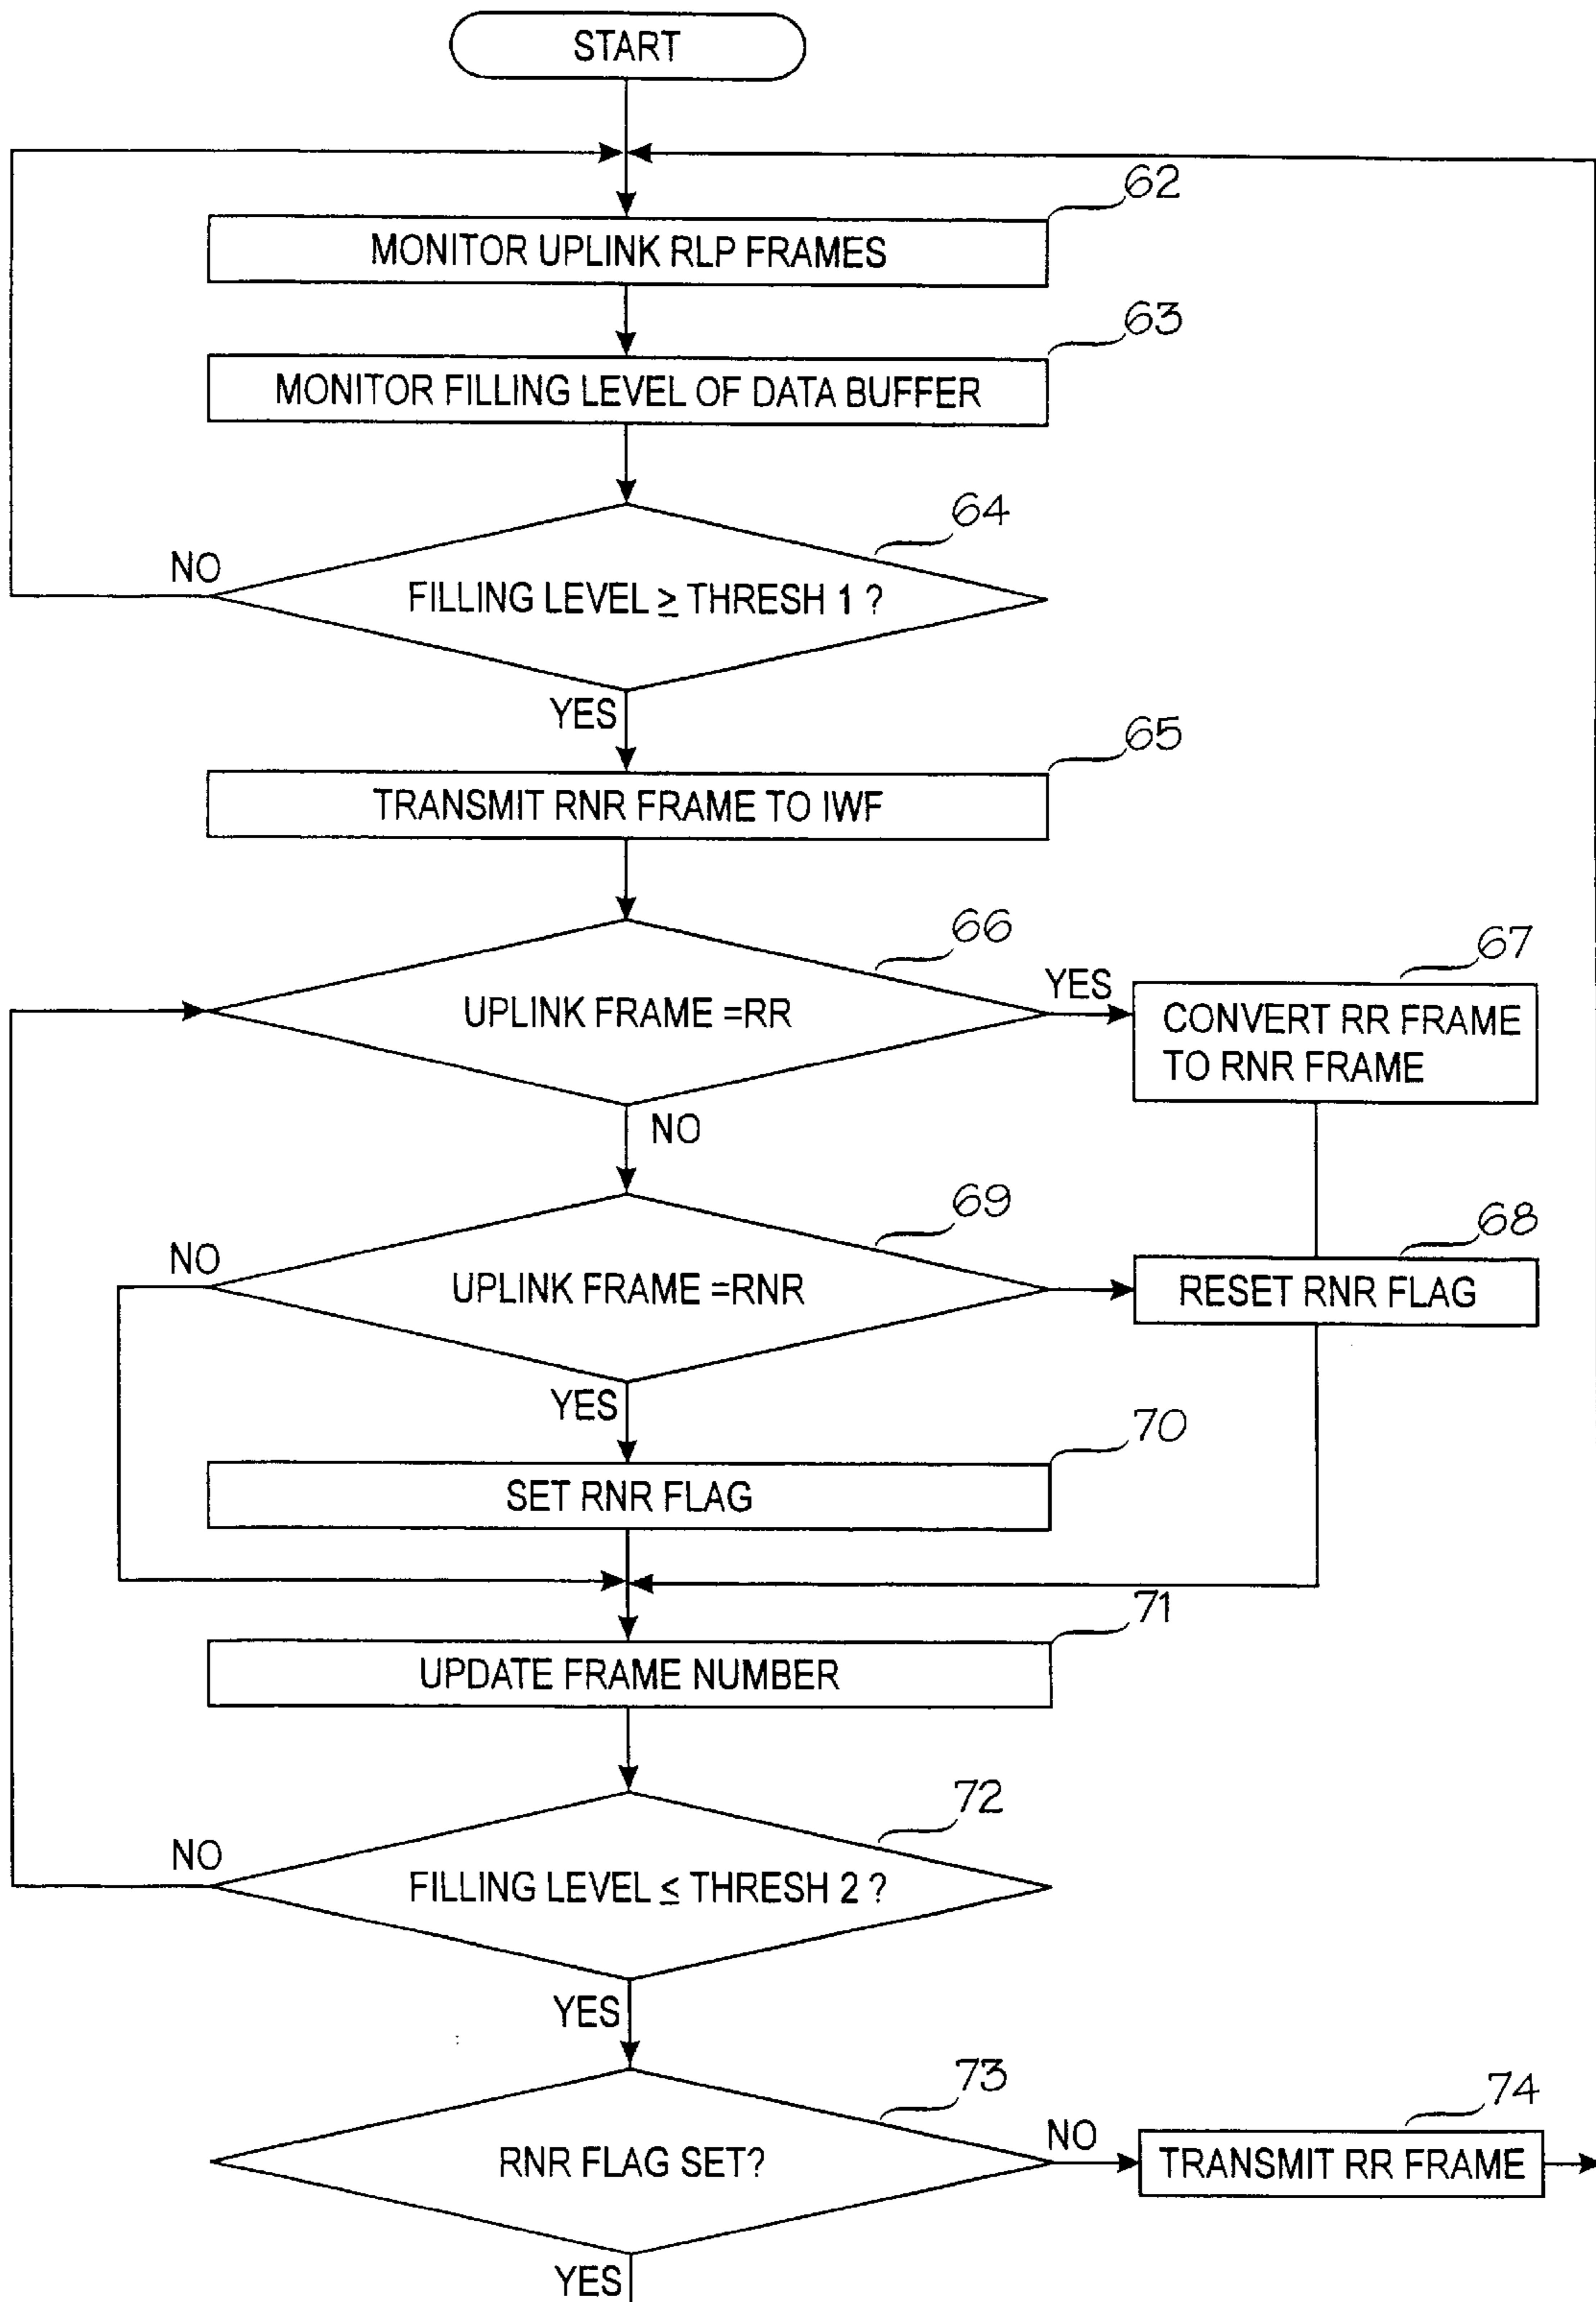 START
62
MONITOR UPLINK RLP FRAMES
63
MONITOR FILLING LEVEL OF DATA BUFFER
64
NO
FILLING LEVEL ≥ THRESH 1 ?
YES
65
TRANSMIT RNR FRAME TO IWF
66
UPLINK FRAME =RR
YES
67
CONVERT RR FRAME
TO RNR FRAME
NO
69
NO
UPLINK FRAME =RNR
68
RESET RNR FLAG
YES
70
SET RNR FLAG
71
UPDATE FRAME NUMBER
72
NO
FILLING LEVEL ≤ THRESH 2 ?
YES
73
RNR FLAG SET?
NO
74
TRANSMIT RR FRAME
YES